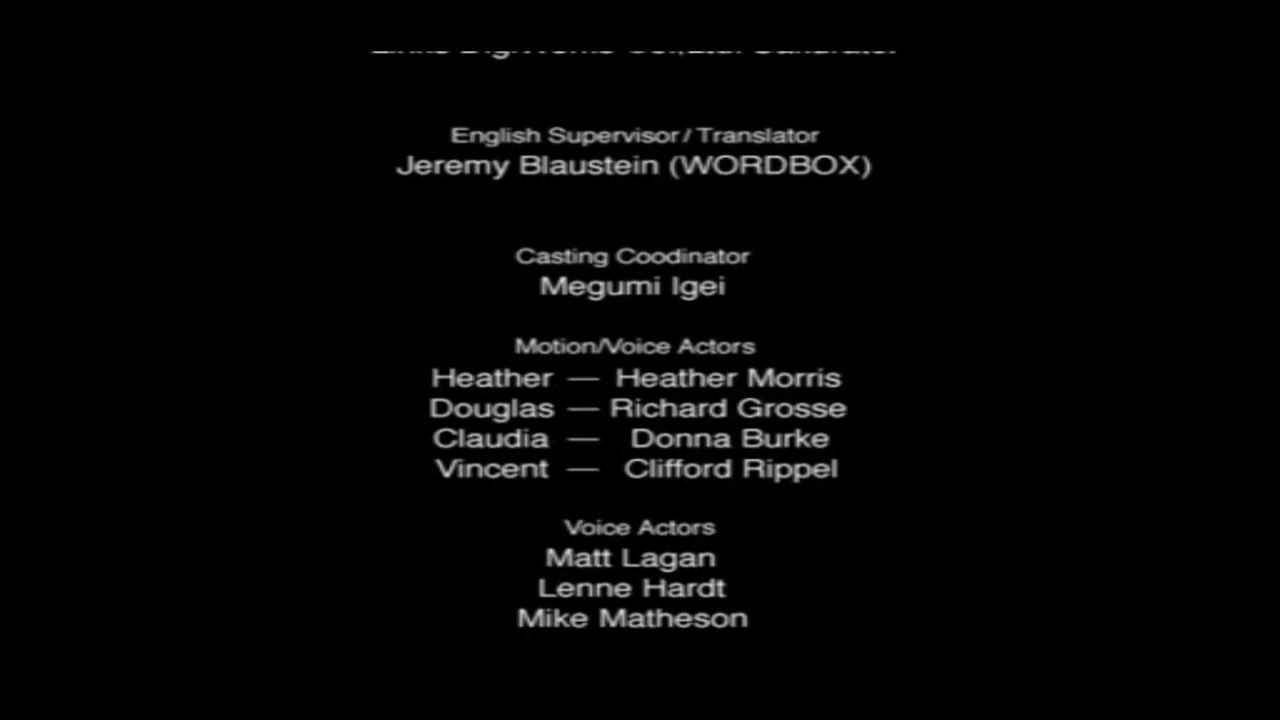 English Supervisor / Translator
Jeremy Blaustein (WORDBOX)
Casting Coodinator
Megumi Igei
Motion/Voice Actors
Heather — Heather Morris
Douglas — Richard Grosse
Claudia — Donna Burke
Vincent — Clifford Rippel
Voice Actors
Matt Lagan
Lenne Hardt
Mike Matheson